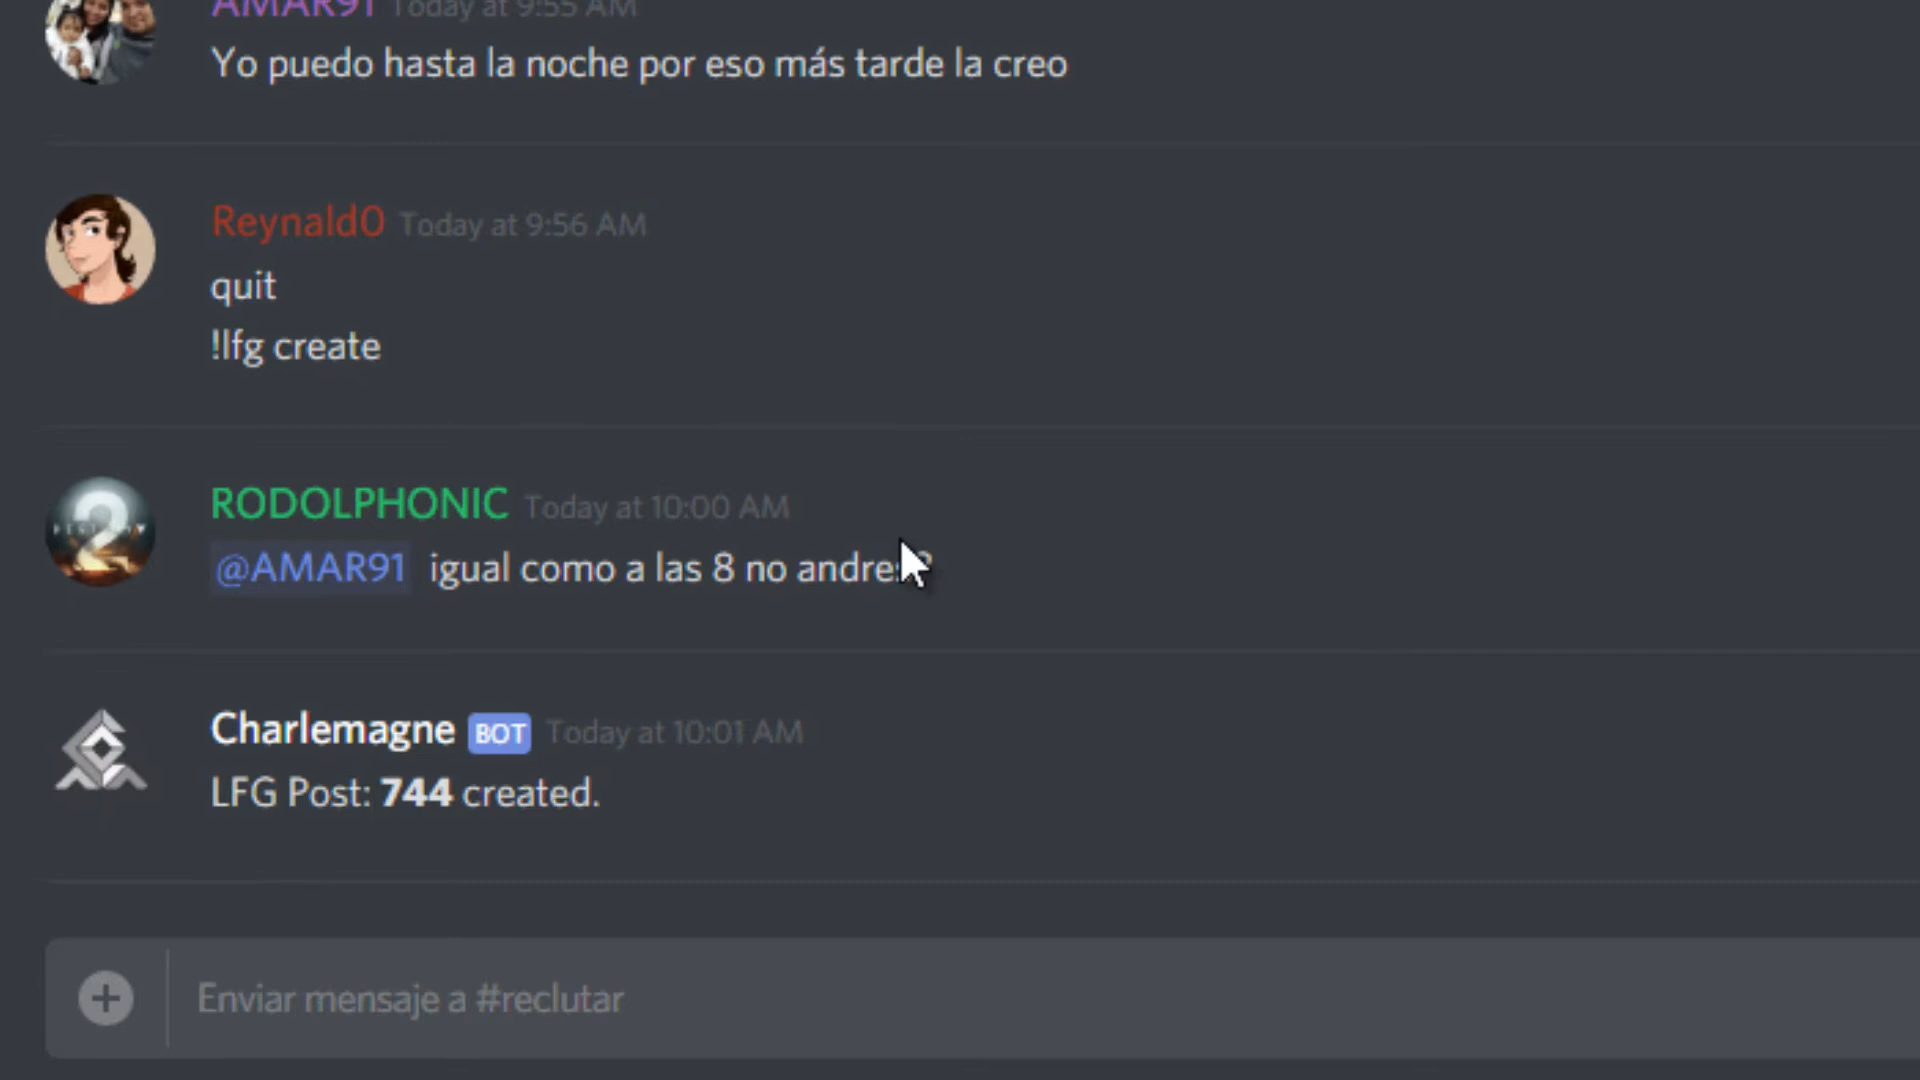 AMAR91 Today at 9:55 AM
Yo puedo hasta la noche por eso más tarde la creo
Reynald0 Today at 9:56 AM
quit
!lfg create
RODOLPHONIC Today at 10:00 AM
@AMAR91 igual como a las 8 no andres?
Charlemagne BOT Today at 10:01 AM
LFG Post: 744 created.
Enviar mensaje a #reclutar